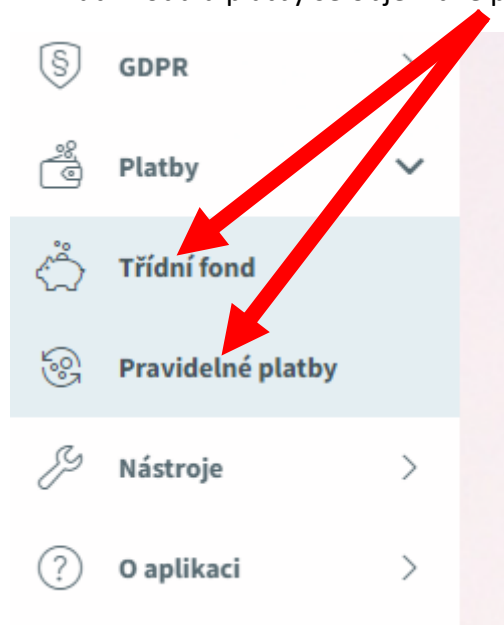 GDPR
Platby
Třídní fond
Pravidelné platby
Nástroje
O aplikaci